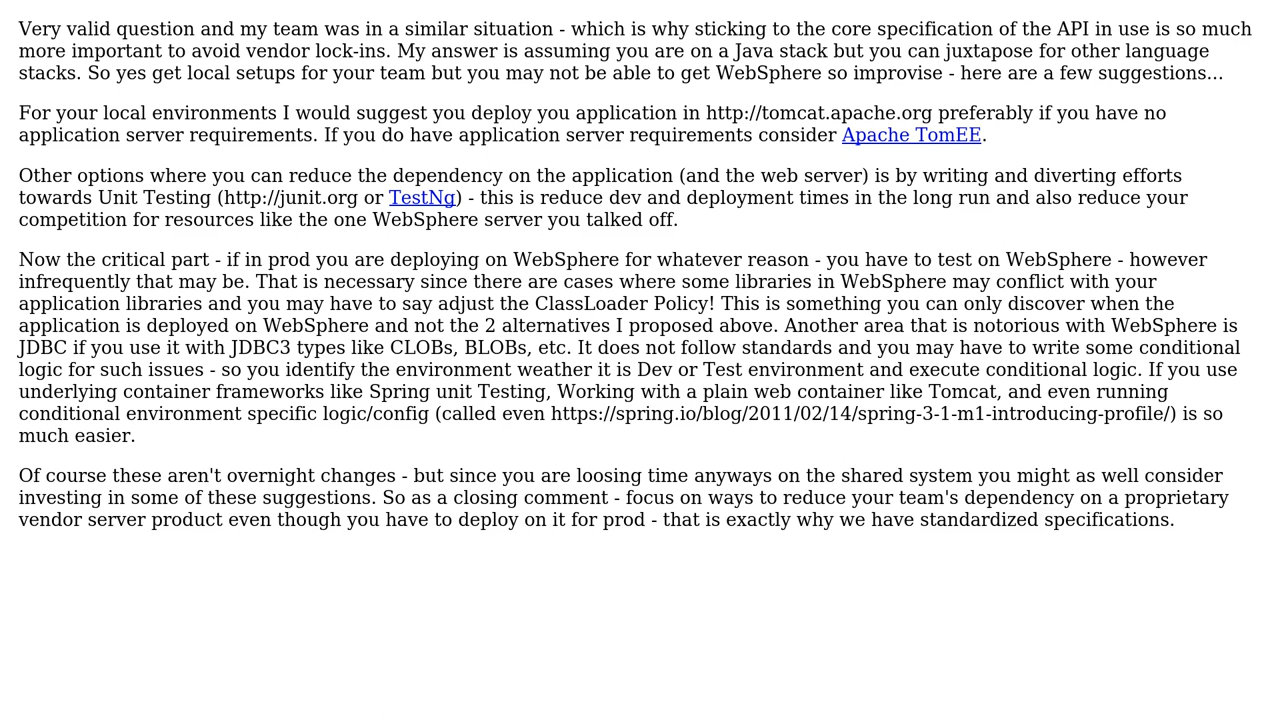 Very valid question and my team was in a similar situation - which is why sticking to the core specification of the API in use is so much
more important to avoid vendor lock-ins. My answer is assuming you are on a Java stack but you can juxtapose for other language
stacks. So yes get local setups for your team but you may not be able to get WebSphere so improvise - here are a few suggestions...
For your local environments I would suggest you deploy you application in http://tomcat.apache.org preferably if you have no
application server requirements. If you do have application server requirements consider Apache TomEE.
Other options where you can reduce the dependency on the application (and the web server) is by writing and diverting efforts
towards Unit Testing (http://junit.org or TestNg) - this is reduce dev and deployment times in the long run and also reduce your
competition for resources like the one WebSphere server you talked off.
Now the critical part - if in prod you are deploying on WebSphere for whatever reason - you have to test on WebSphere - however
infrequently that may be. That is necessary since there are cases where some libraries in WebSphere may conflict with your
application libraries and you may have to say adjust the ClassLoader Policy! This is something you can only discover when the
application is deployed on WebSphere and not the 2 alternatives I proposed above. Another area that is notorious with WebSphere is
JDBC if you use it with JDBC3 types like CLOBs, BLOBs, etc. It does not follow standards and you may have to write some conditional
logic for such issues - so you identify the environment weather it is Dev or Test environment and execute conditional logic. If you use
underlying container frameworks like Spring unit Testing, Working with a plain web container like Tomcat, and even running
conditional environment specific logic/config (called even https://spring.io/blog/2011/02/14/spring-3-1-m1-introducing-profile/) is so
much easier.
Of course these aren't overnight changes - but since you are loosing time anyways on the shared system you might as well consider
investing in some of these suggestions. So as a closing comment - focus on ways to reduce your team's dependency on a proprietary
vendor server product even though you have to deploy on it for prod - that is exactly why we have standardized specifications.